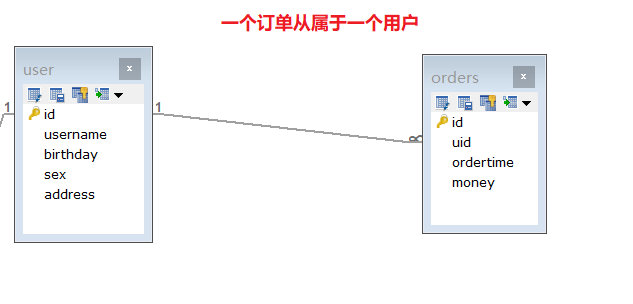 一个订单从属于一个用户
user
id
username
birthday
sex
address
1
1
orders
id
uid
ordertime
money
∞